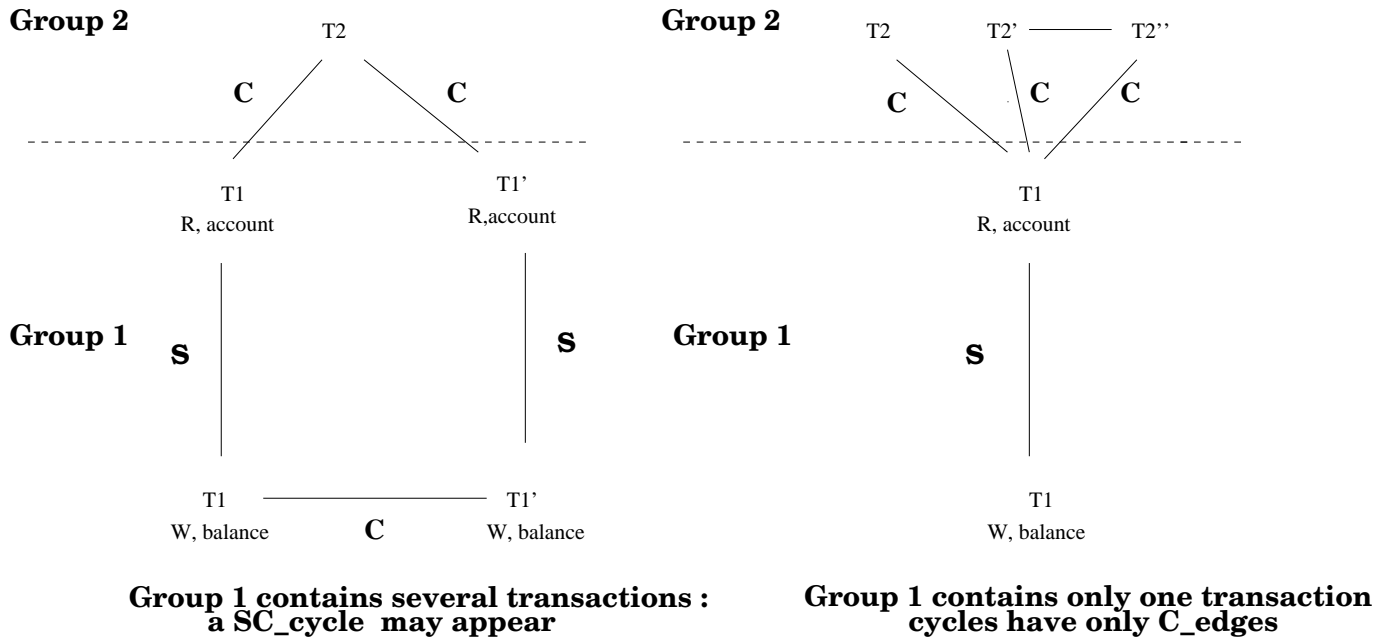 Group 2
T2
C
C
T1
R, account
T1'
R,account
Group 1
S
S
T1
W, balance
C
T1'
W, balance
Group 1 contains several transactions :
a SC_cycle may appear
Group 2
T2
T2'
T2''
C
C
C
T1
R, account
Group 1
S
T1
W, balance
Group 1 contains only one transaction
cycles have only C_edges